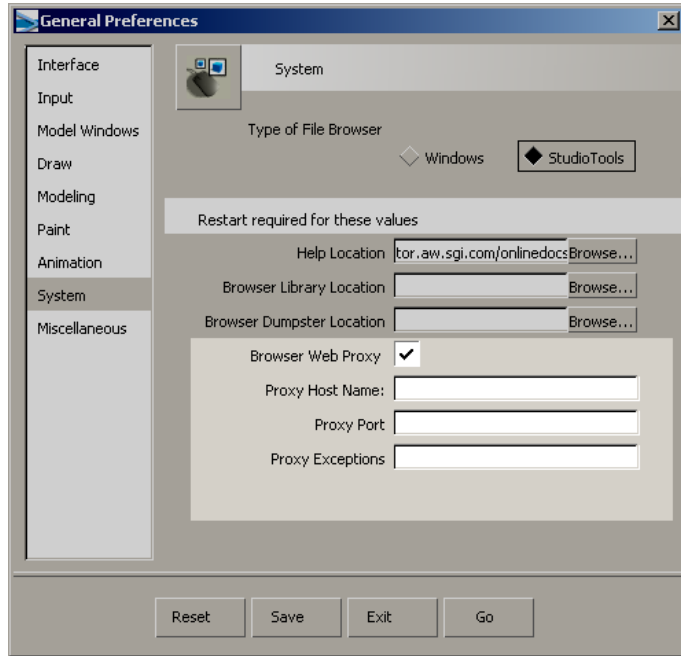 General Preferences
Interface
Input
Model Windows
Draw
Modeling
Paint
Animation
System
Miscellaneous
System
Type of File Browser
Windows
StudioTools
Restart required for these values
Help Location tor.aw.sgi.com/onlinedocs Browse...
Browser Library Location Browse...
Browser Dumpster Location Browse...
Browser Web Proxy
Proxy Host Name:
Proxy Port
Proxy Exceptions
Reset Save Exit Go